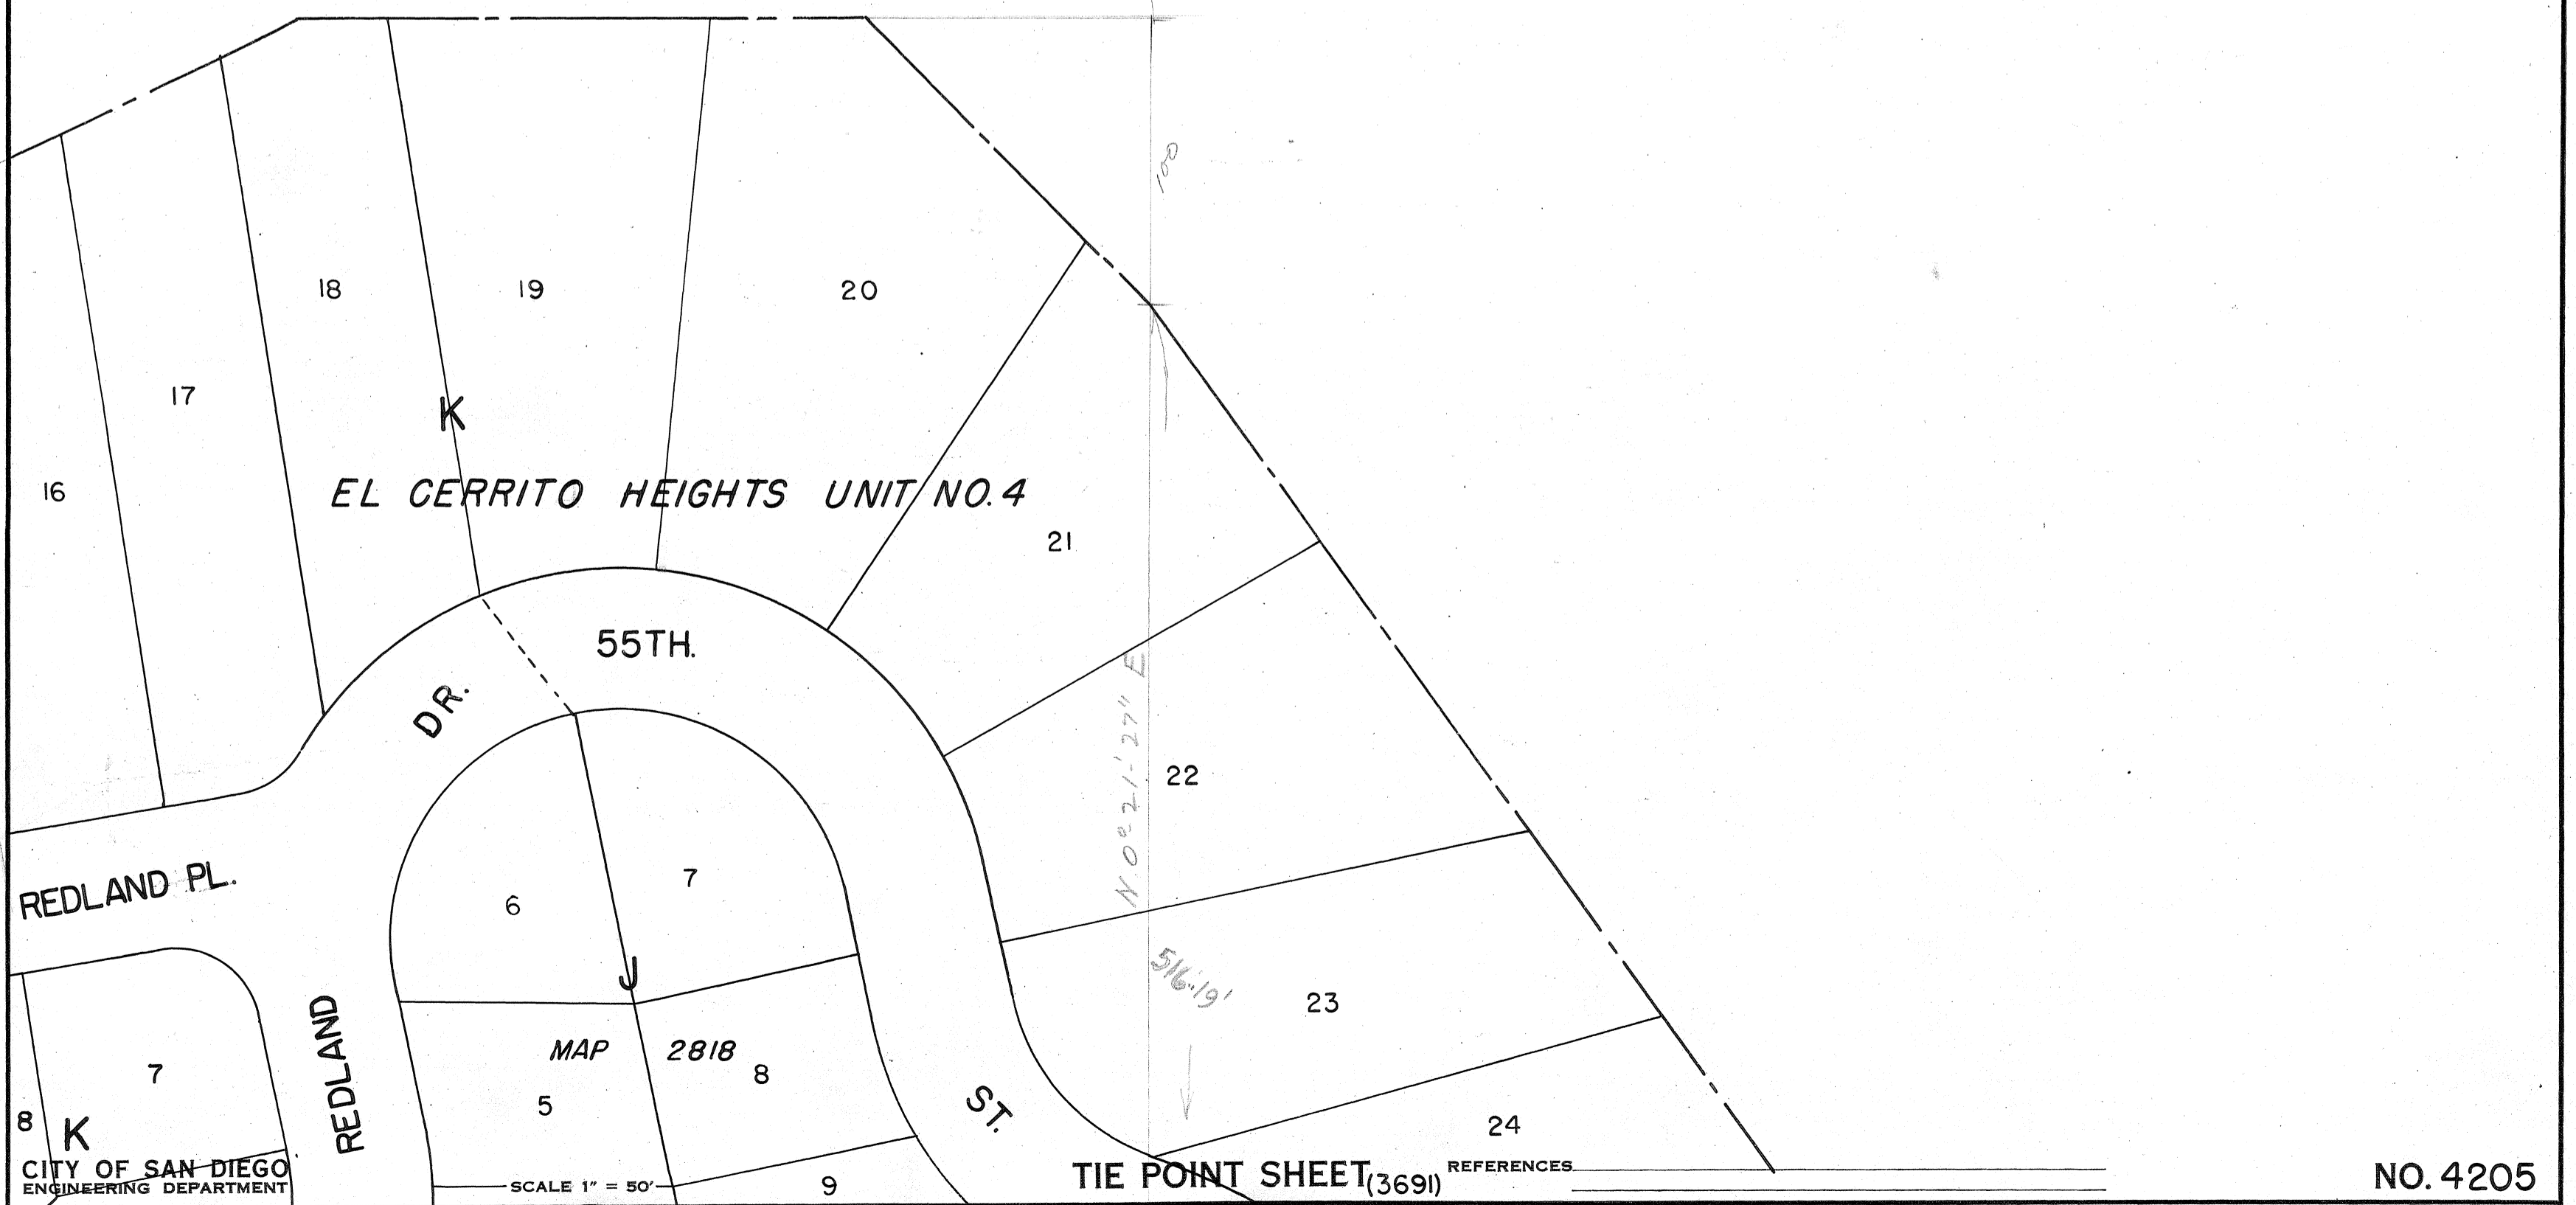 100
18
19
20
17
K
16
EL CERRITO HEIGHTS UNIT NO. 4
21
55TH.
DR.
N. 0°-21'-27" E
22
REDLAND PL.
6
7
J
516.19'
23
REDLAND
MAP 2818
7
8
5
ST.
8
K
24
CITY OF SAN DIEGO
ENGINEERING DEPARTMENT
SCALE 1" = 50'
9
TIE POINT SHEET (3691)
REFERENCES
NO. 4205